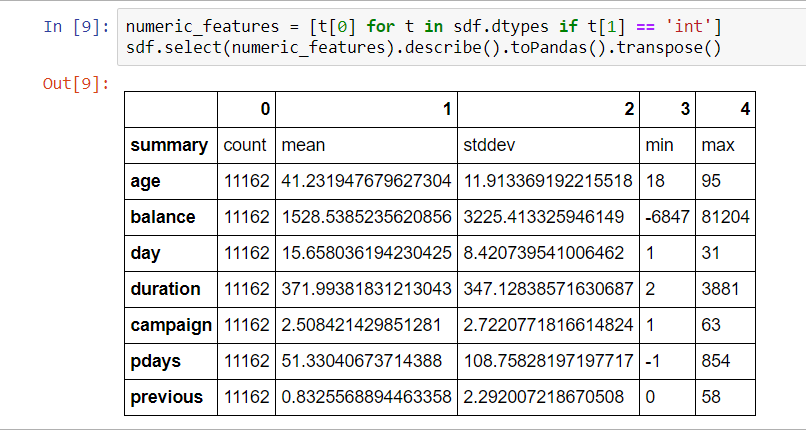 In [9]: numeric_features = [t[0] for t in sdf.dtypes if t[1] == 'int']
sdf.select(numeric_features).describe().toPandas().transpose()
Out[9]:
0 1 2 3 4
summary count mean stddev min max
age 11162 41.231947679627304 11.913369192215518 18 95
balance 11162 1528.5385235620856 3225.413325946149 -6847 81204
day 11162 15.658036194230425 8.420739541006462 1 31
duration 11162 371.99381831213043 347.12838571630687 2 3881
campaign 11162 2.508421429851281 2.7220771816614824 1 63
pdays 11162 51.33040673714388 108.75828197197717 -1 854
previous 11162 0.8325568894463358 2.292007218670508 0 58